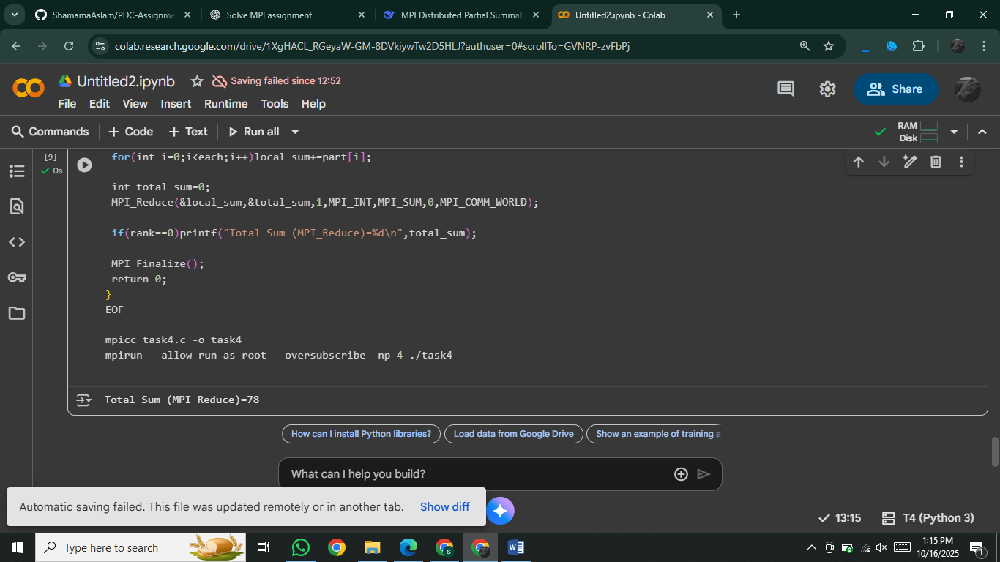 ShamamaAslam/PDC-Assignme
Solve MPI assignment
MPI Distributed Partial Summat
Untitled2.ipynb - Colab
colab.research.google.com/drive/1XgHACL_RGeyaW-GM-8DVkiywTw2D5HLJ?authuser=0#scrollTo=GVNRP-zvFbPj
Untitled2.ipynb
Saving failed since 12:52
File Edit View Insert Runtime Tools Help
Share
Commands + Code + Text Run all
RAM
Disk
[9]
0s
for(int i=0;i<each;i++)local_sum+=part[i];
int total_sum=0;
MPI_Reduce(&local_sum,&total_sum,1,MPI_INT,MPI_SUM,0,MPI_COMM_WORLD);
if(rank==0)printf("Total Sum (MPI_Reduce)=%d\n",total_sum);
MPI_Finalize();
return 0;
}
EOF
mpicc task4.c -o task4
mpirun --allow-run-as-root --oversubscribe -np 4 ./task4
Total Sum (MPI_Reduce)=78
How can I install Python libraries?
Load data from Google Drive
Show an example of training a
What can I help you build?
Automatic saving failed. This file was updated remotely or in another tab. Show diff
13:15
T4 (Python 3)
Type here to search
1:15 PM
10/16/2025
1